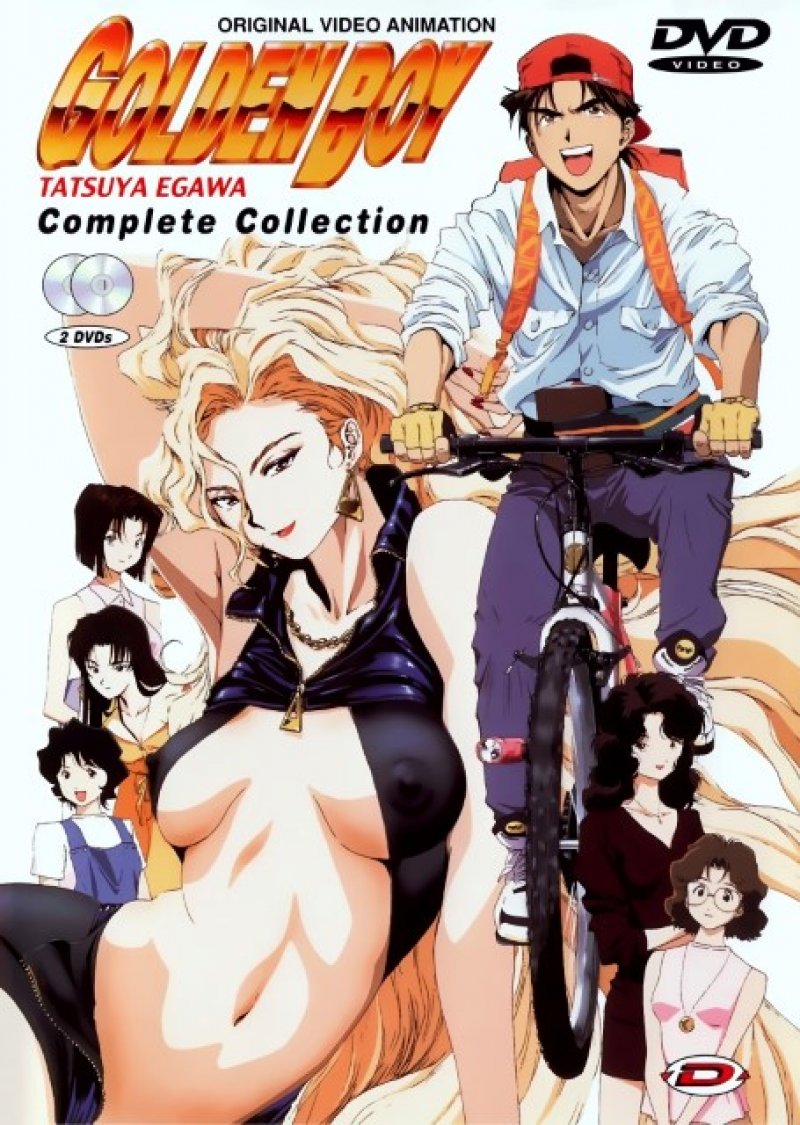 ORIGINAL VIDEO ANIMATION
GOLDEN BOY
TATSUYA EGAWA
Complete Collection
2 DVDs
DVD
VIDEO
D